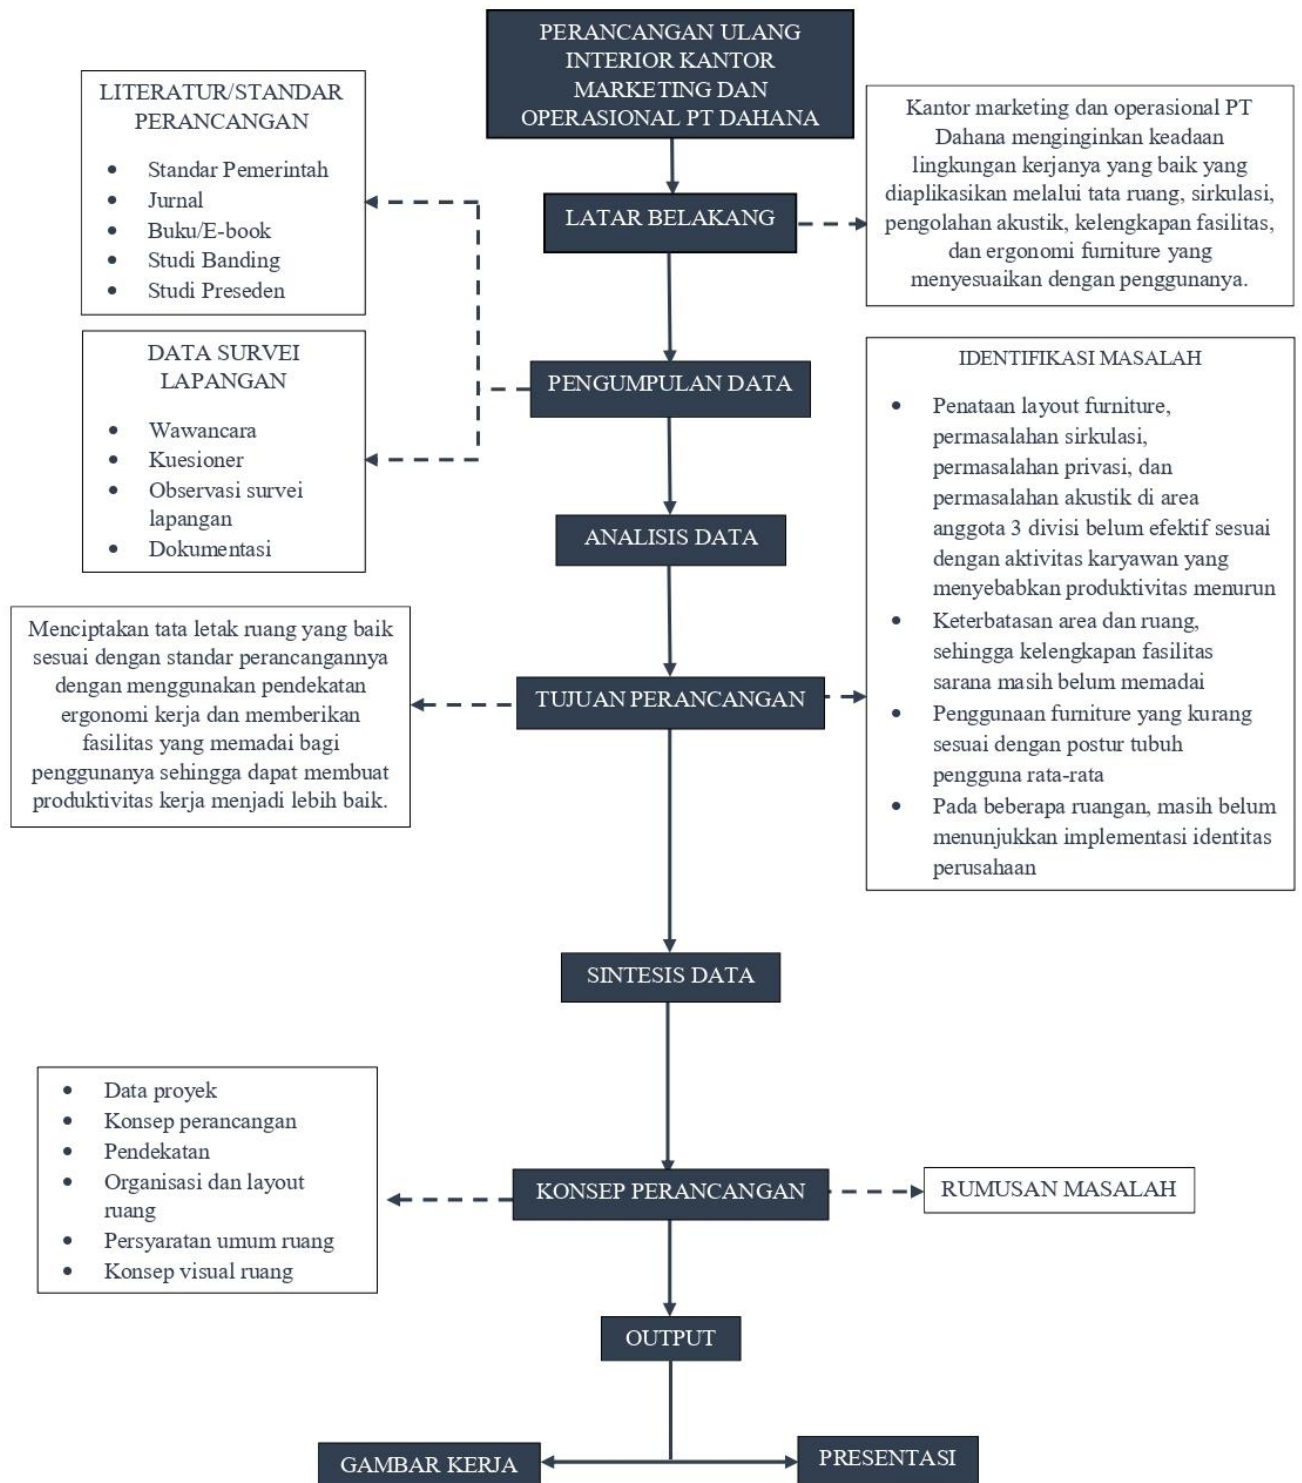 PERANCANGAN ULANG
INTERIOR KANTOR
MARKETING DAN
OPERASIONAL PT DAHANA
LITERATUR/STANDAR
PERANCANGAN
• Standar Pemerintah
• Jurnal
• Buku/E-book
• Studi Banding
• Studi Preseden
LATAR BELAKANG
Kantor marketing dan operasional PT
Dahana menginginkan keadaan
lingkungan kerjanya yang baik yang
diaplikasikan melalui tata ruang, sirkulasi,
pengolahan akustik, kelengkapan fasilitas,
dan ergonomi furniture yang
menyesuaikan dengan penggunanya.
DATA SURVEI
LAPANGAN
• Wawancara
• Kuesioner
• Observasi survei
lapangan
• Dokumentasi
PENGUMPULAN DATA
IDENTIFIKASI MASALAH
• Penataan layout furniture,
permasalahan sirkulasi,
permasalahan privasi, dan
permasalahan akustik di area
anggota 3 divisi belum efektif sesuai
dengan aktivitas karyawan yang
menyebabkan produktivitas menurun
• Keterbatasan area dan ruang,
sehingga kelengkapan fasilitas
sarana masih belum memadai
• Penggunaan furniture yang kurang
sesuai dengan postur tubuh
pengguna rata-rata
• Pada beberapa ruangan, masih belum
menunjukkan implementasi identitas
perusahaan
ANALISIS DATA
Menciptakan tata letak ruang yang baik
sesuai dengan standar perancangannya
dengan menggunakan pendekatan
ergonomi kerja dan memberikan
fasilitas yang memadai bagi
penggunanya sehingga dapat membuat
produktivitas kerja menjadi lebih baik.
TUJUAN PERANCANGAN
SINTESIS DATA
• Data proyek
• Konsep perancangan
• Pendekatan
• Organisasi dan layout
ruang
• Persyaratan umum ruang
• Konsep visual ruang
KONSEP PERANCANGAN
RUMUSAN MASALAH
OUTPUT
GAMBAR KERJA
PRESENTASI